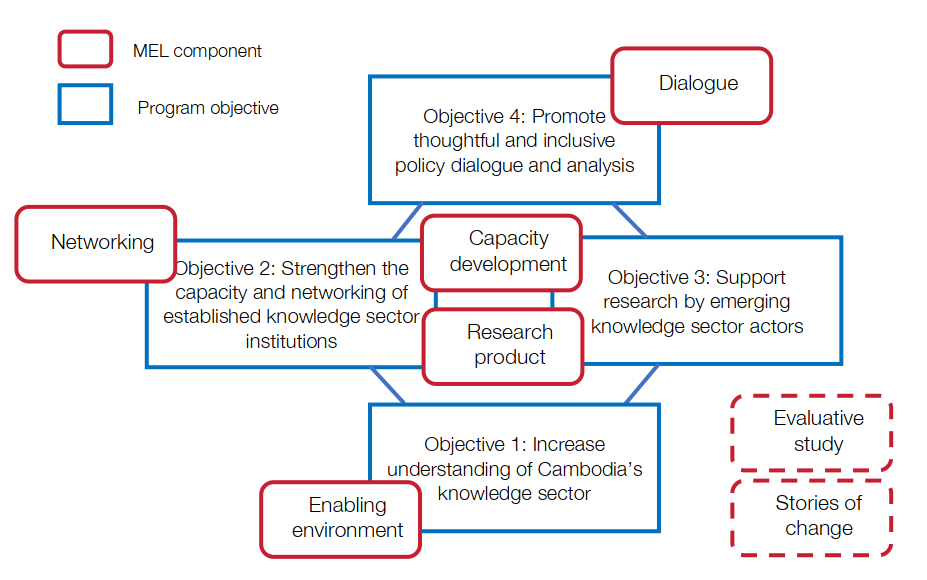 MEL component
Program objective
Dialogue
Objective 4: Promote
thoughtful and inclusive
policy dialogue and analysis
Networking
Objective 2: Strengthen the
capacity and networking of
established knowledge sector
institutions
Capacity
development
Research
product
Objective 3: Support
research by emerging
knowledge sector actors
Objective 1: Increase
understanding of Cambodia’s
knowledge sector
Enabling
environment
Evaluative
study
Stories of
change